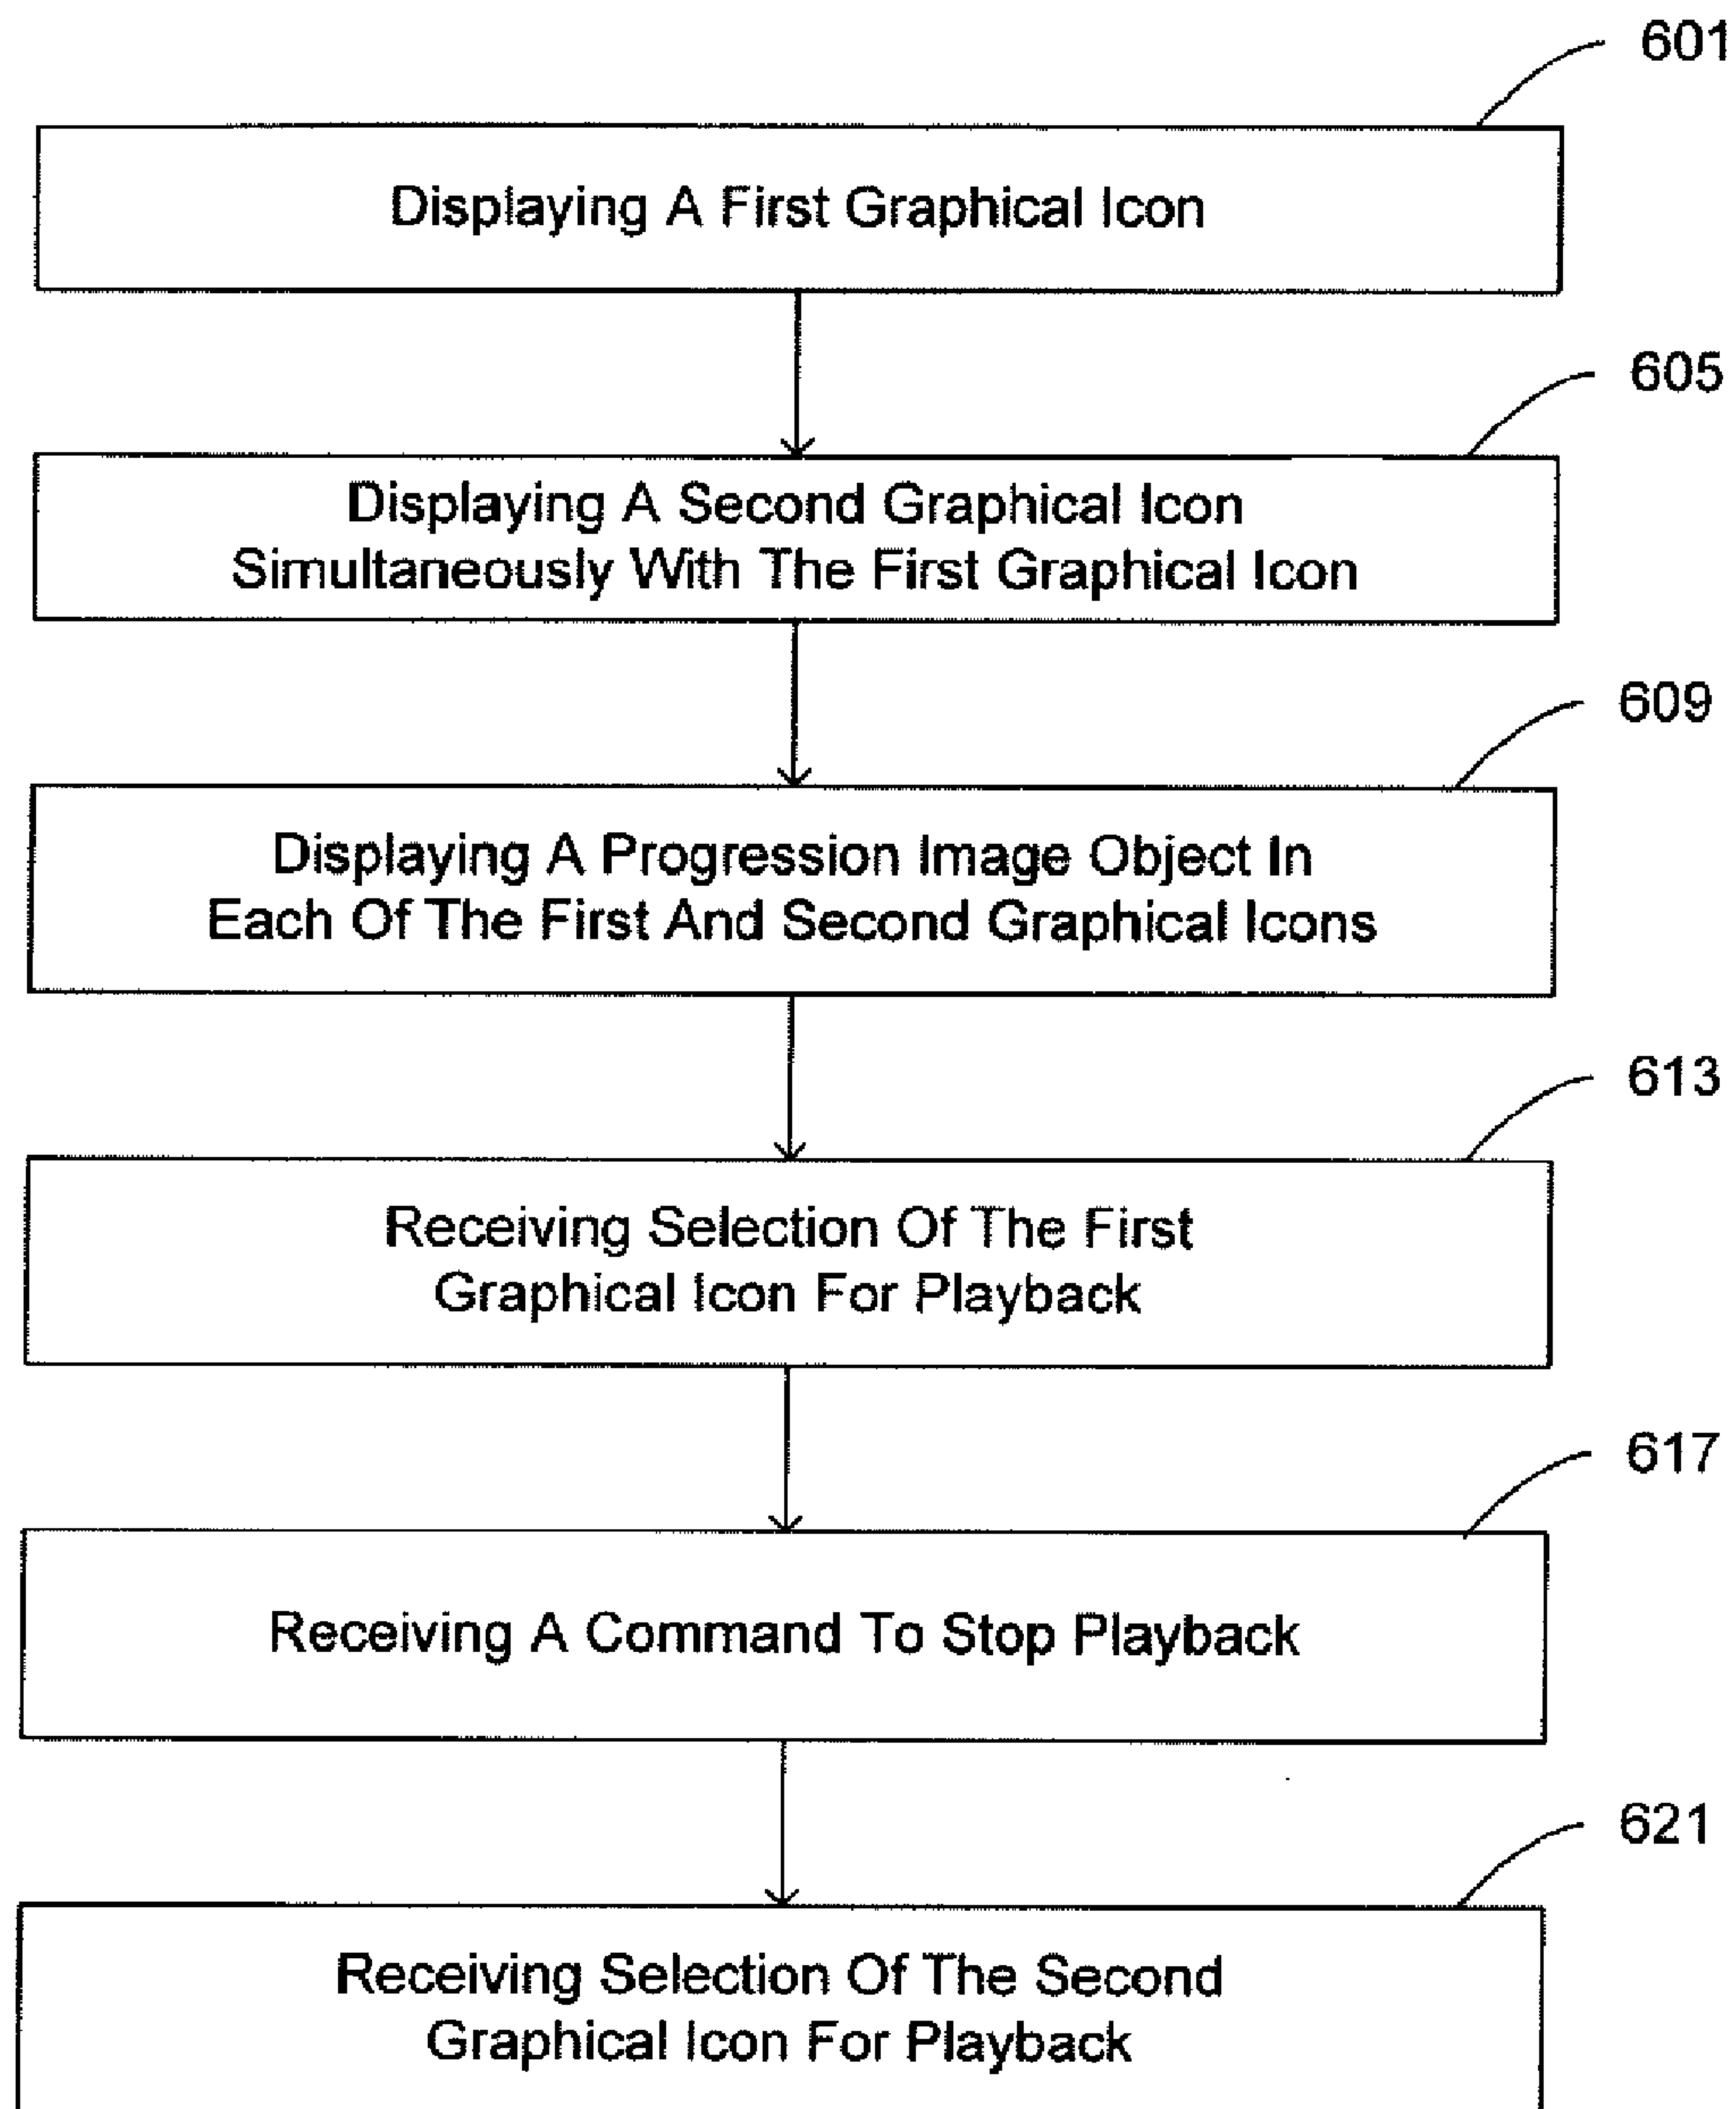 601
Displaying A First Graphical Icon
605
Displaying A Second Graphical Icon
Simultaneously With The First Graphical Icon
609
Displaying A Progression Image Object In
Each Of The First And Second Graphical Icons
613
Receiving Selection Of The First
Graphical Icon For Playback
617
Receiving A Command To Stop Playback
621
Receiving Selection Of The Second
Graphical Icon For Playback